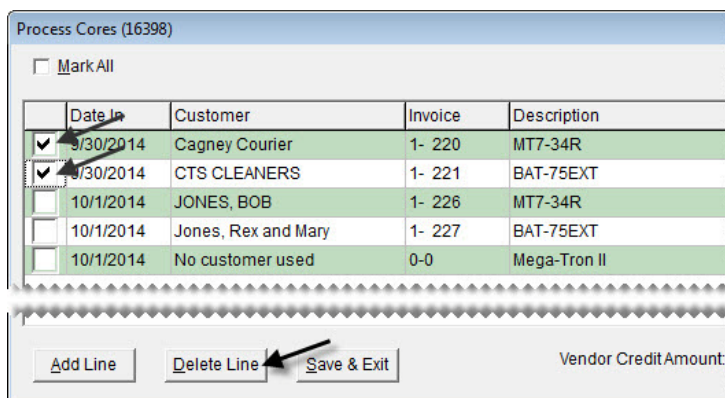 Process Cores (16398)
Mark All
Date In Customer Invoice Description
9/30/2014 Cagney Courier 1- 220 MT7-34R
9/30/2014 CTS CLEANERS 1- 221 BAT-75EXT
10/1/2014 JONES, BOB 1- 226 MT7-34R
10/1/2014 Jones, Rex and Mary 1- 227 BAT-75EXT
10/1/2014 No customer used 0-0 Mega-Tron II
Add Line Delete Line Save & Exit Vendor Credit Amount: